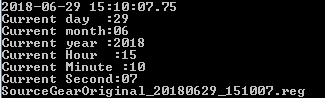 2018-06-29 15:10:07.75
Current day  :29
Current month:06
Current year :2018
Current Hour  :15
Current Minute :10
Current Second:07
SourceGearOriginal_20180629_151007.reg